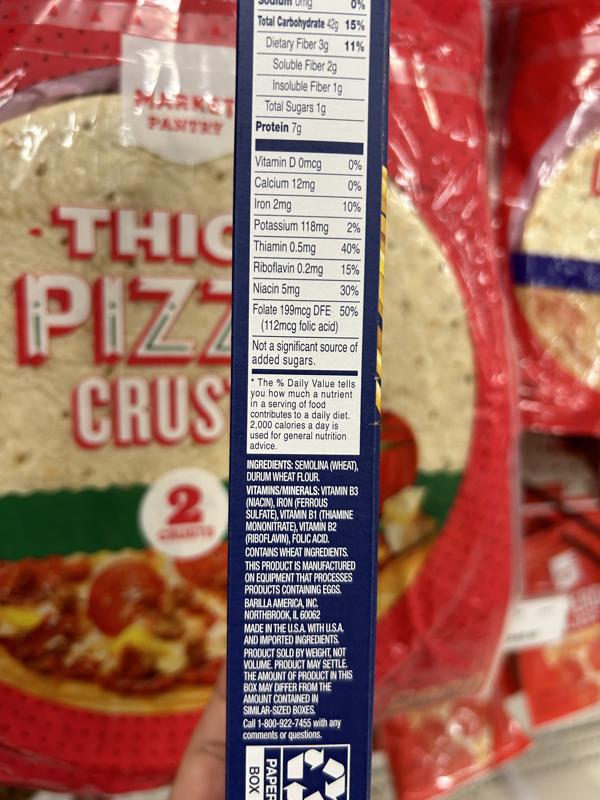 Sodium 0mg 0%
Total Carbohydrate 42g 15%
Dietary Fiber 3g 11%
Soluble Fiber 2g
Insoluble Fiber 1g
Total Sugars 1g
Protein 7g
Vitamin D 0mcg 0%
Calcium 12mg 0%
Iron 2mg 10%
Potassium 118mg 2%
Thiamin 0.5mg 40%
Riboflavin 0.2mg 15%
Niacin 5mg 30%
Folate 199mcg DFE 50%
(112mcg folic acid)
Not a significant source of
added sugars.
* The % Daily Value tells
you how much a nutrient
in a serving of food
contributes to a daily diet.
2,000 calories a day is
used for general nutrition
advice.
INGREDIENTS: SEMOLINA (WHEAT),
DURUM WHEAT FLOUR.
VITAMINS/MINERALS: VITAMIN B3
(NIACIN), IRON (FERROUS
SULFATE), VITAMIN B1 (THIAMINE
MONONITRATE), VITAMIN B2
(RIBOFLAVIN), FOLIC ACID.
CONTAINS WHEAT INGREDIENTS.
THIS PRODUCT IS MANUFACTURED
ON EQUIPMENT THAT PROCESSES
PRODUCTS CONTAINING EGGS.
BARILLA AMERICA, INC.
NORTHBROOK, IL 60062
MADE IN THE U.S.A. WITH U.S.A.
AND IMPORTED INGREDIENTS.
PRODUCT SOLD BY WEIGHT, NOT
VOLUME. PRODUCT MAY SETTLE.
THE AMOUNT OF PRODUCT IN THIS
BOX MAY DIFFER FROM THE
AMOUNT CONTAINED IN
SIMILAR-SIZED BOXES.
Call 1-800-922-7455 with any
comments or questions.
PAPER
BOX
MARKET
PANTRY
THIC
PIZZ
CRUS
2
CRUSTS